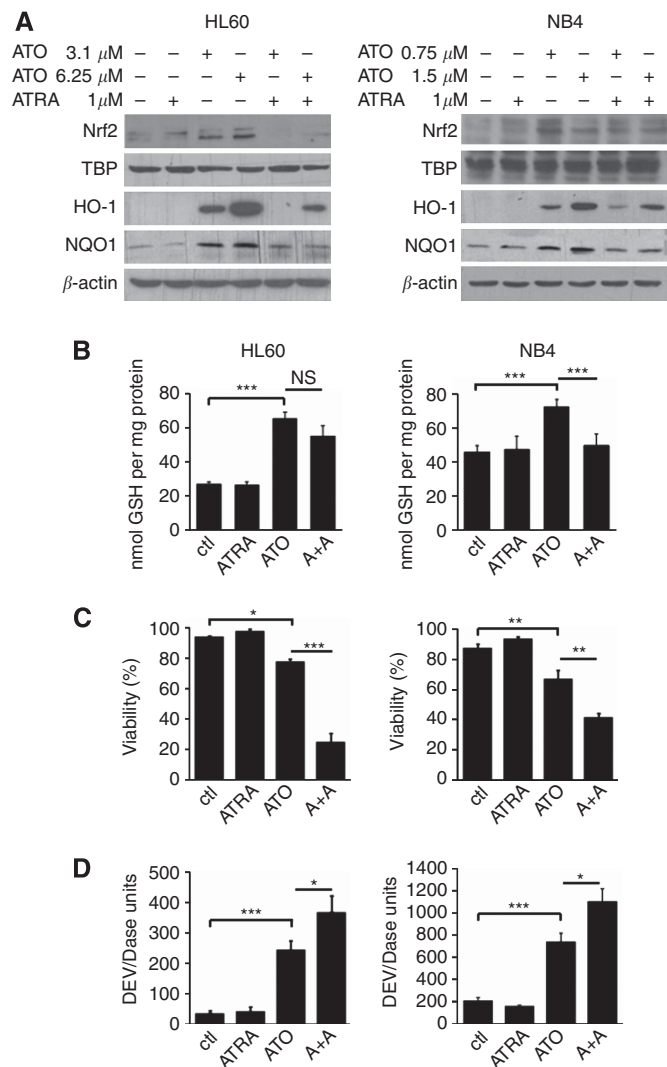 A
HL60
NB4
ATO 3.1 μM − − + − + −
ATO 6.25 μM − − − + − +
ATRA 1μM − + − − + +
Nrf2
TBP
HO-1
NQO1
β-actin
ATO 0.75 μM − − + − + −
ATO 1.5 μM − − − + − +
ATRA 1μM − + − − + +
Nrf2
TBP
HO-1
NQO1
β-actin
B
HL60
nmol GSH per mg protein
80
60
40
20
0
***
NS
ctl ATRA ATO A+A
NB4
nmol GSH per mg protein
80
60
40
20
0
*** ***
ctl ATRA ATO A+A
C
Viability (%)
100
80
60
40
20
0
*
***
ctl ATRA ATO A+A
Viability (%)
100
80
60
40
20
0
**
**
ctl ATRA ATO A+A
D
DEV/Dase units
500
400
300
200
100
0
***
*
ctl ATRA ATO A+A
DEV/Dase units
1400
1200
1000
800
600
400
200
0
***
*
ctl ATRA ATO A+A